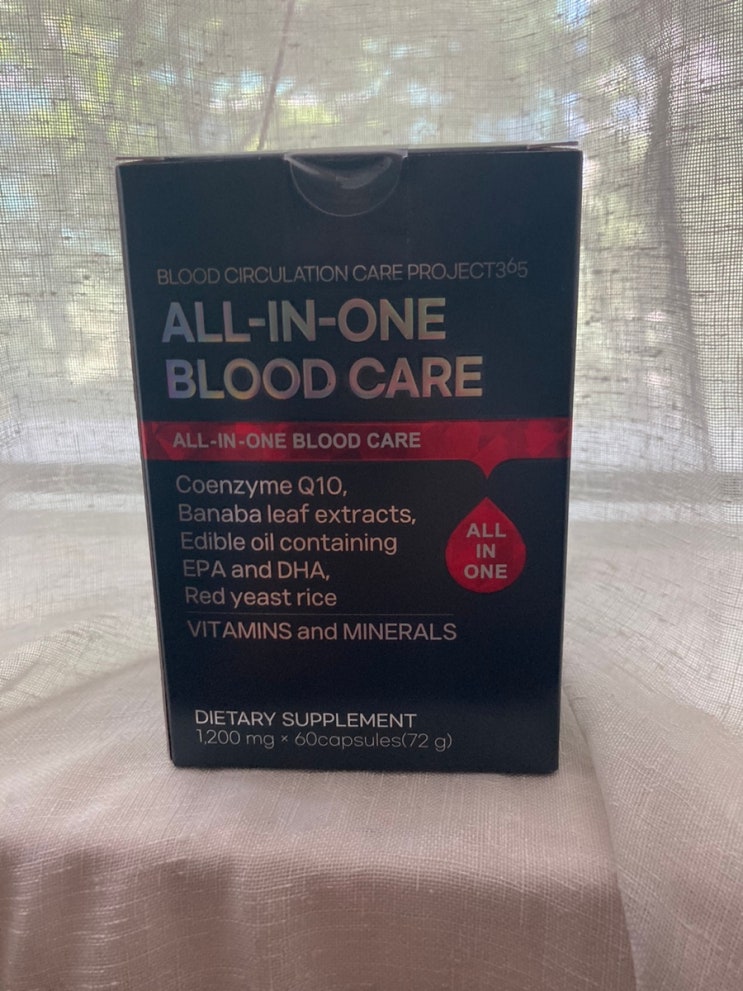 BLOOD CIRCULATION CARE PROJECT365
ALL-IN-ONE
BLOOD CARE
ALL-IN-ONE BLOOD CARE
Coenzyme Q10,
Banaba leaf extracts,
Edible oil containing
EPA and DHA,
Red yeast rice
VITAMINS and MINERALS
ALL
IN
ONE
DIETARY SUPPLEMENT
1,200 mg × 60capsules(72 g)